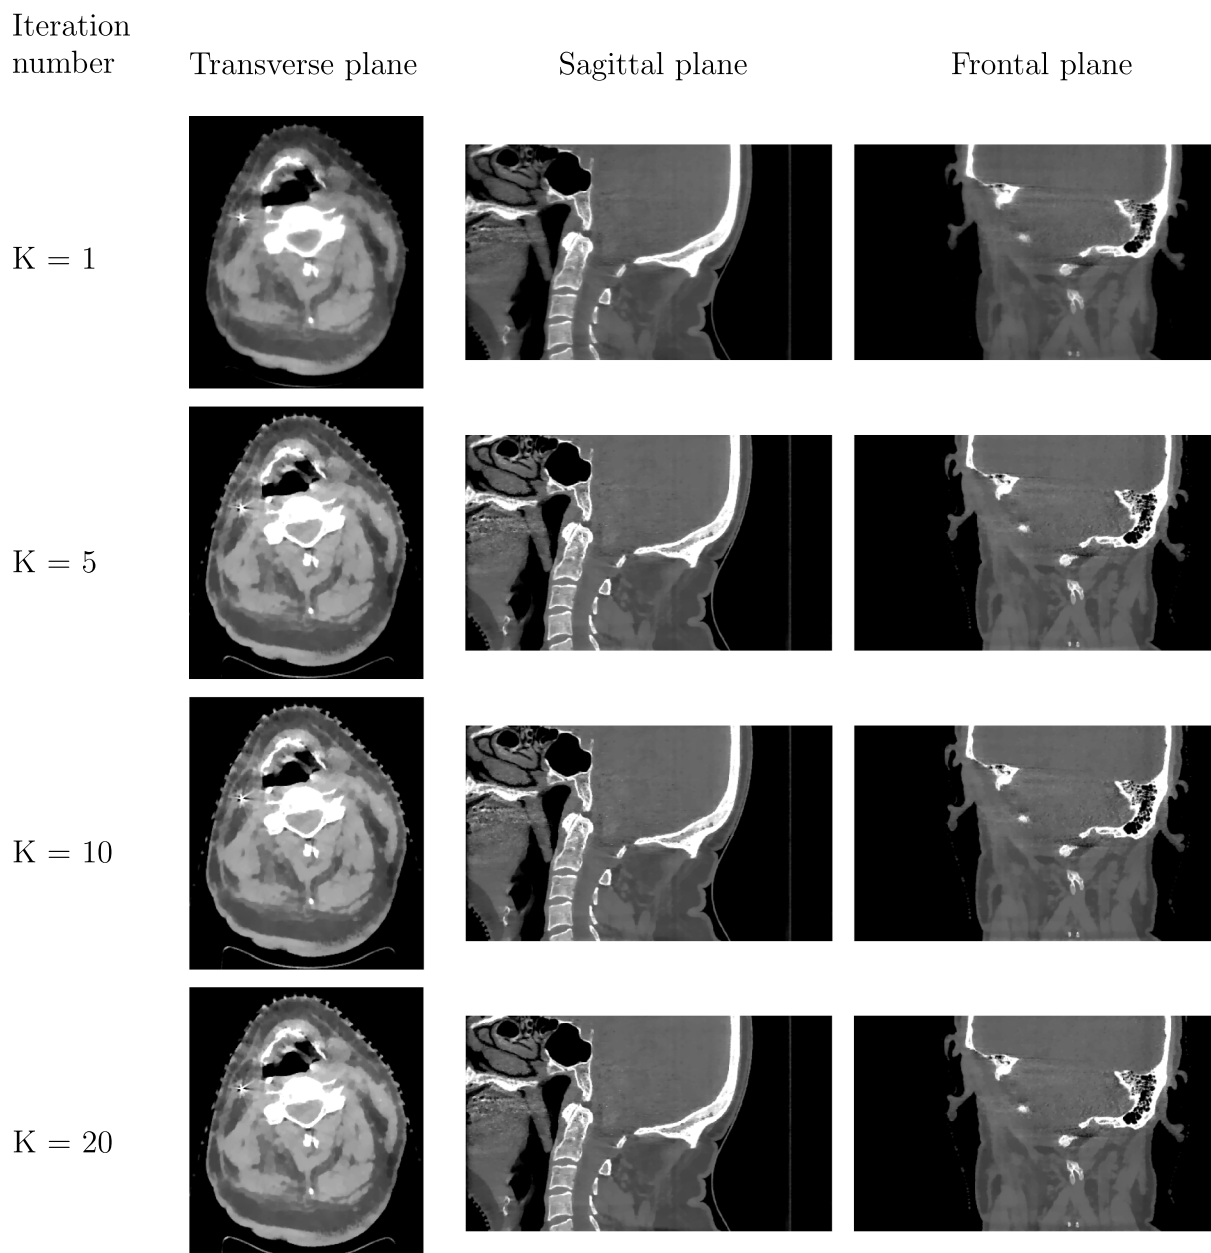 Iteration
number
Transverse plane
Sagittal plane
Frontal plane
K = 1
K = 5
K = 10
K = 20